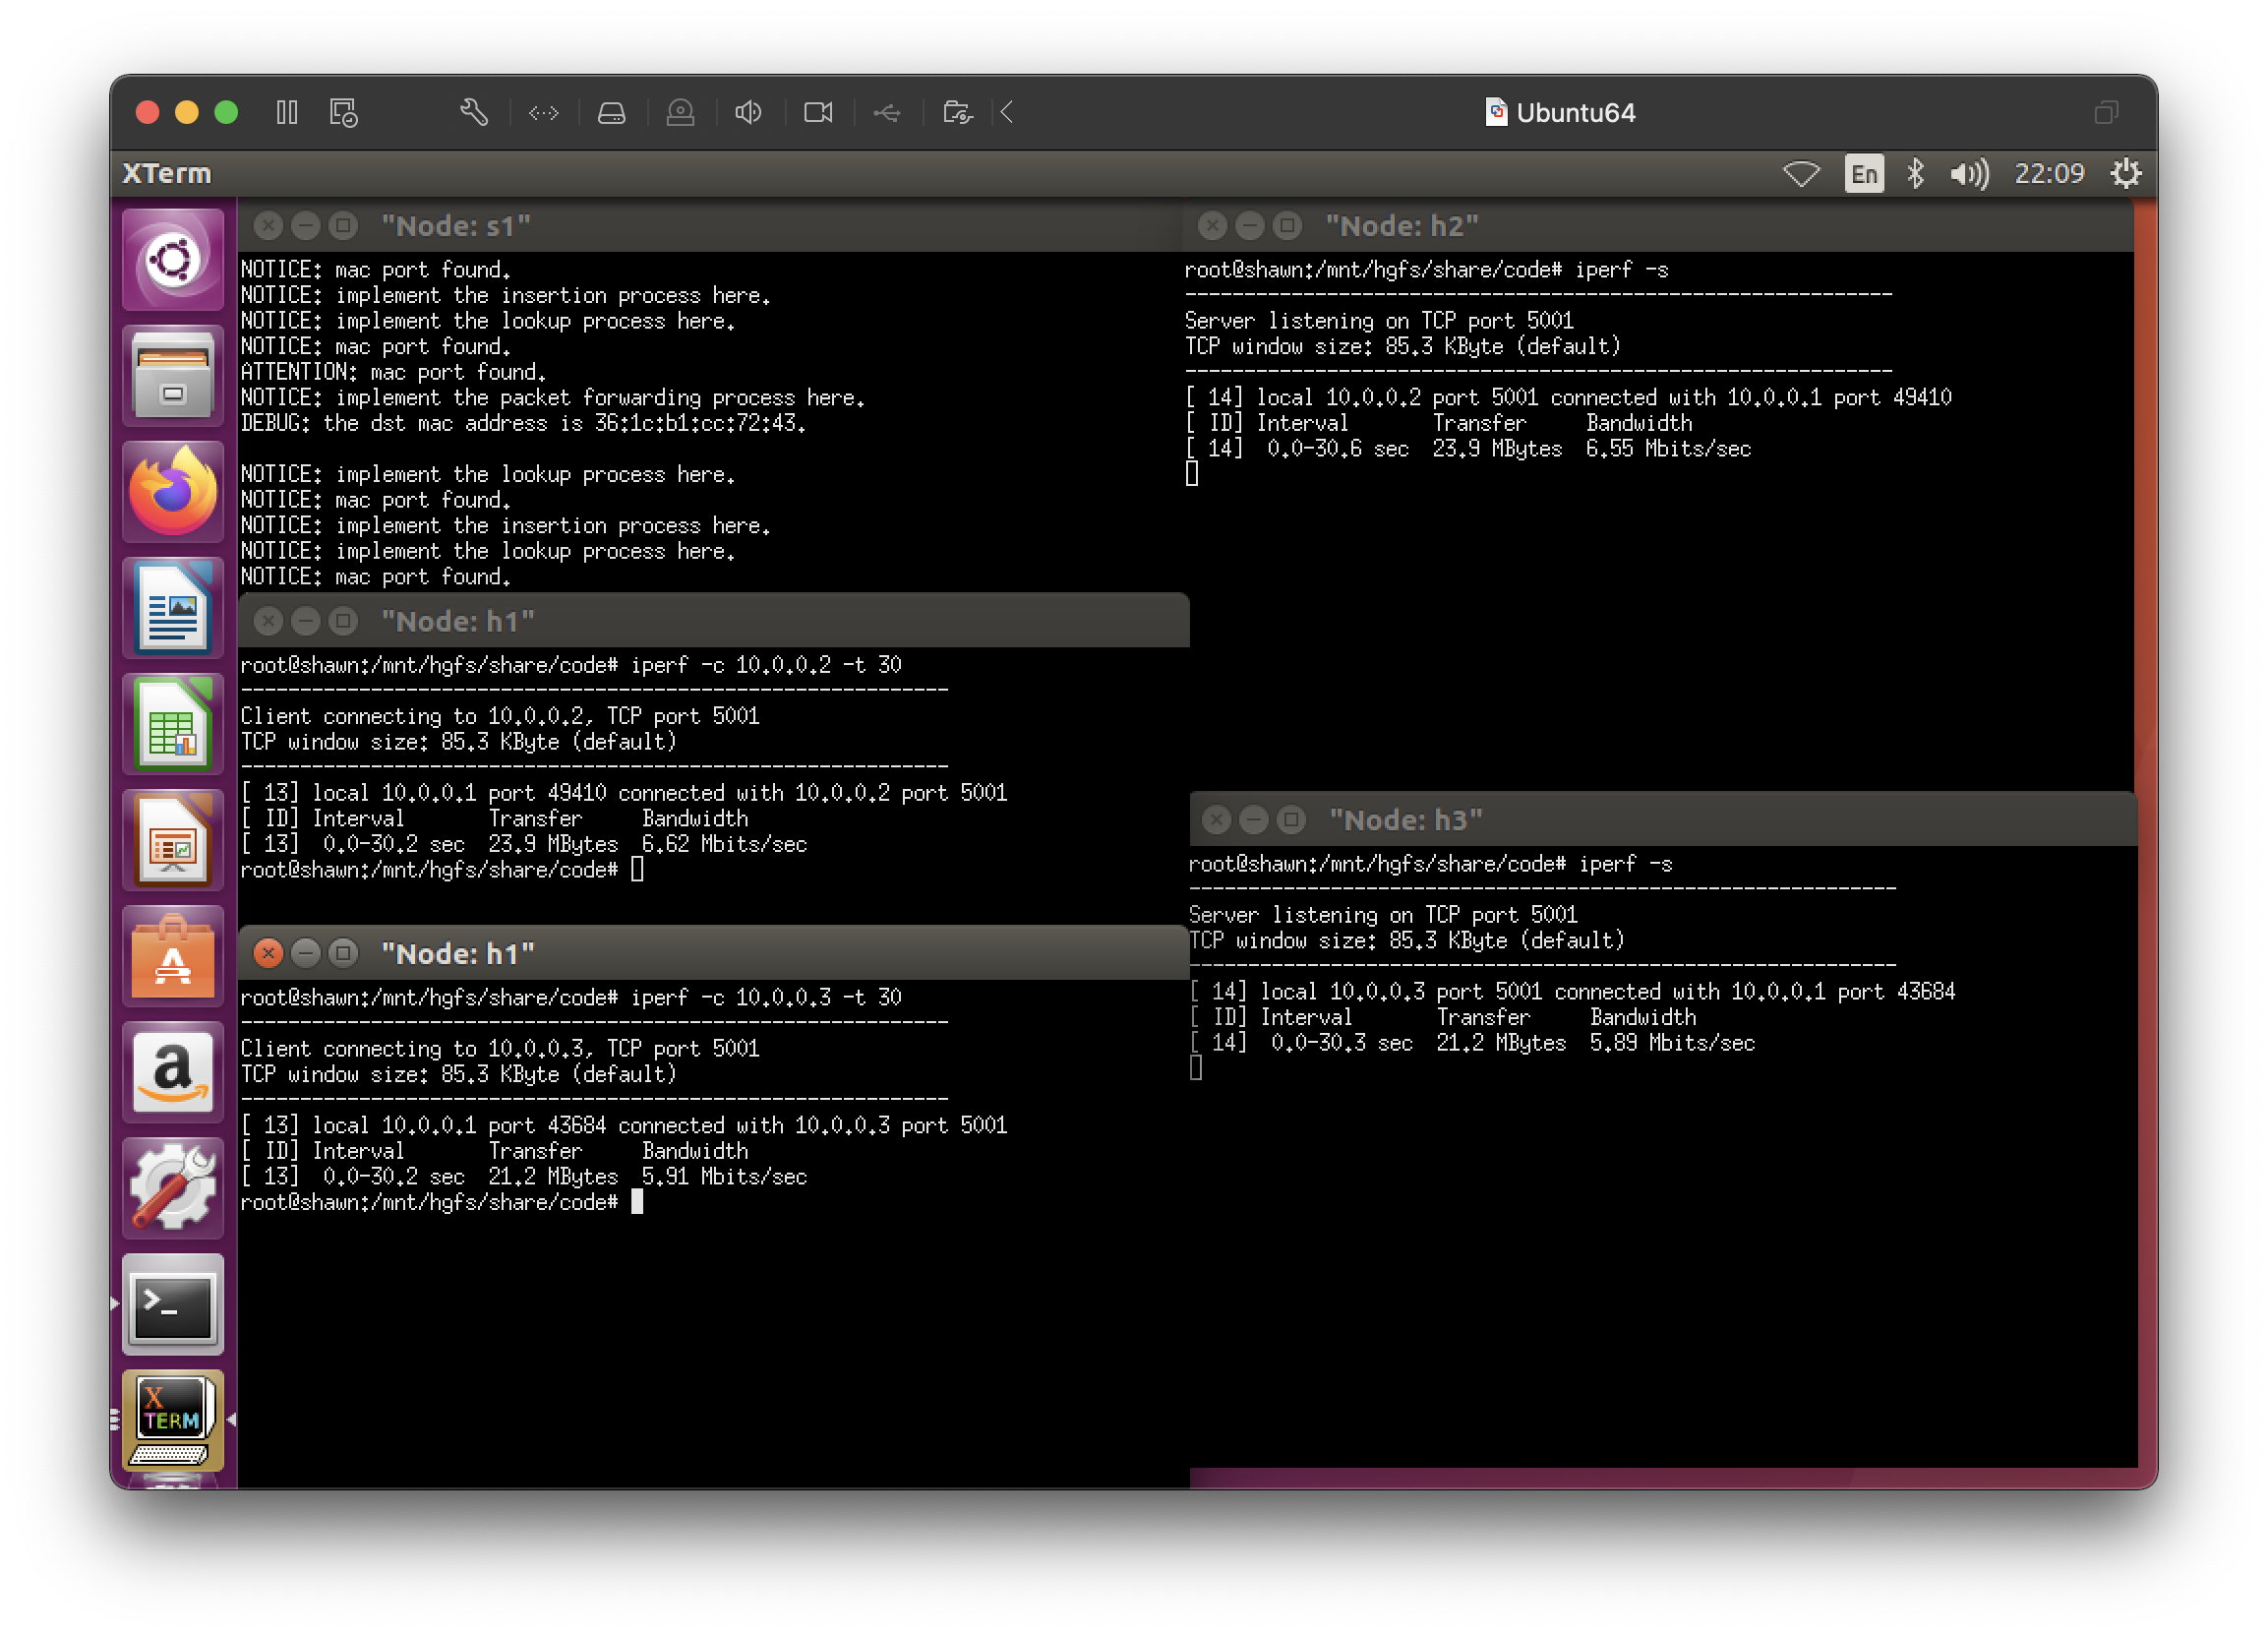 Ubuntu64
XTerm
En
22:09
"Node: s1"
NOTICE: mac port found.
NOTICE: implement the insertion process here.
NOTICE: implement the lookup process here.
NOTICE: mac port found.
ATTENTION: mac port found.
NOTICE: implement the packet forwarding process here.
DEBUG: the dst mac address is 36:1c:b1:cc:72:43.
NOTICE: implement the lookup process here.
NOTICE: mac port found.
NOTICE: implement the insertion process here.
NOTICE: implement the lookup process here.
NOTICE: mac port found.
"Node: h1"
root@shawn:/mnt/hgfs/share/code# iperf -c 10.0.0.2 -t 30
------------------------------------------------------------
Client connecting to 10.0.0.2, TCP port 5001
TCP window size: 85.3 KByte (default)
------------------------------------------------------------
[ 13] local 10.0.0.1 port 49410 connected with 10.0.0.2 port 5001
[ ID] Interval       Transfer     Bandwidth
[ 13]  0.0-30.2 sec  23.9 MBytes  6.62 Mbits/sec
root@shawn:/mnt/hgfs/share/code#
"Node: h1"
root@shawn:/mnt/hgfs/share/code# iperf -c 10.0.0.3 -t 30
------------------------------------------------------------
Client connecting to 10.0.0.3, TCP port 5001
TCP window size: 85.3 KByte (default)
------------------------------------------------------------
[ 13] local 10.0.0.1 port 43684 connected with 10.0.0.3 port 5001
[ ID] Interval       Transfer     Bandwidth
[ 13]  0.0-30.2 sec  21.2 MBytes  5.91 Mbits/sec
root@shawn:/mnt/hgfs/share/code#
"Node: h2"
root@shawn:/mnt/hgfs/share/code# iperf -s
------------------------------------------------------------
Server listening on TCP port 5001
TCP window size: 85.3 KByte (default)
------------------------------------------------------------
[ 14] local 10.0.0.2 port 5001 connected with 10.0.0.1 port 49410
[ ID] Interval       Transfer     Bandwidth
[ 14]  0.0-30.6 sec  23.9 MBytes  6.55 Mbits/sec
"Node: h3"
root@shawn:/mnt/hgfs/share/code# iperf -s
------------------------------------------------------------
Server listening on TCP port 5001
TCP window size: 85.3 KByte (default)
------------------------------------------------------------
[ 14] local 10.0.0.3 port 5001 connected with 10.0.0.1 port 43684
[ ID] Interval       Transfer     Bandwidth
[ 14]  0.0-30.3 sec  21.2 MBytes  5.89 Mbits/sec
A
a
>_
X
TERM